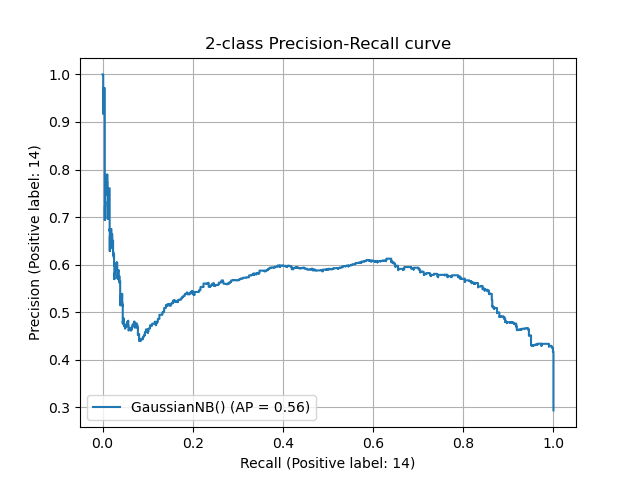 2-class Precision-Recall curve
1.0
0.9
0.8
0.7
0.6
0.5
0.4
0.3
Precision (Positive label: 14)
GaussianNB() (AP = 0.56)
0.0 0.2 0.4 0.6 0.8 1.0
Recall (Positive label: 14)